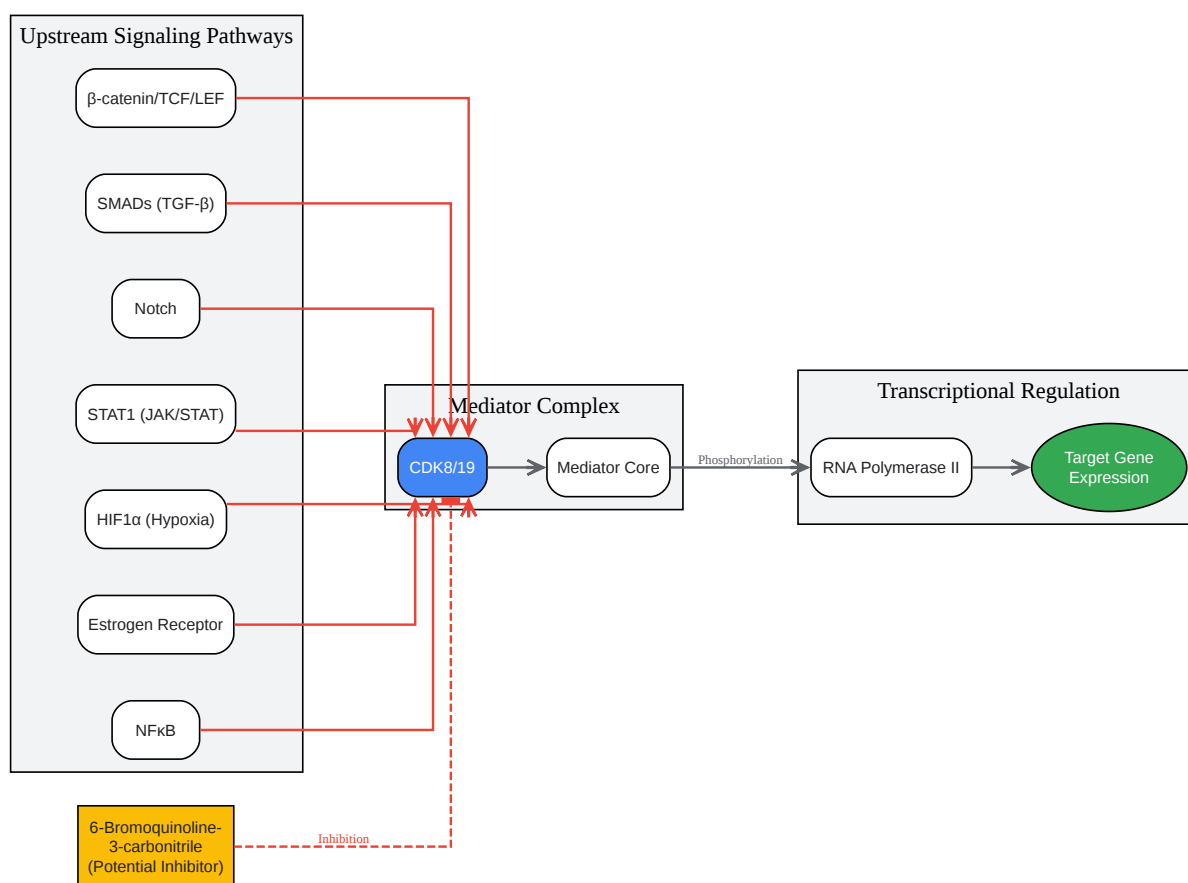 Upstream Signaling Pathways
β-catenin/TCF/LEF
SMADs (TGF-β)
Notch
STAT1 (JAK/STAT)
HIF1α (Hypoxia)
Estrogen Receptor
NFκB
6-Bromoquinoline-
3-carbonitrile
(Potential Inhibitor)
Inhibition
Mediator Complex
CDK8/19
Mediator Core
Phosphorylation
Transcriptional Regulation
RNA Polymerase II
Target Gene
Expression